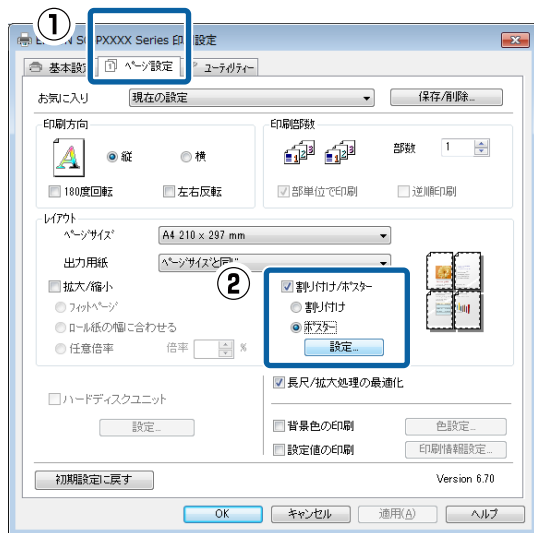 ①
EPSON SC-PXXXX Series 印刷設定
基本設定 ページ設定 ユーティリティー
お気に入り 現在の設定 保存/削除...
印刷方向 印刷部数
縦 横 部数 1
180度回転 左右反転 部単位で印刷 逆順印刷
レイアウト
ページサイズ A4 210 x 297 mm
出力用紙 ページサイズと同じ
②
拡大/縮小 割り付け/ポスター
フィットページ 割り付け
ロール紙の幅に合わせる ポスター
任意倍率 倍率 % 設定...
長尺/拡大処理の最適化
ハードディスクユニット
設定... 背景色の印刷 色設定...
設定値の印刷 印刷情報設定...
初期設定に戻す Version 6.70
OK キャンセル 適用(A) ヘルプ